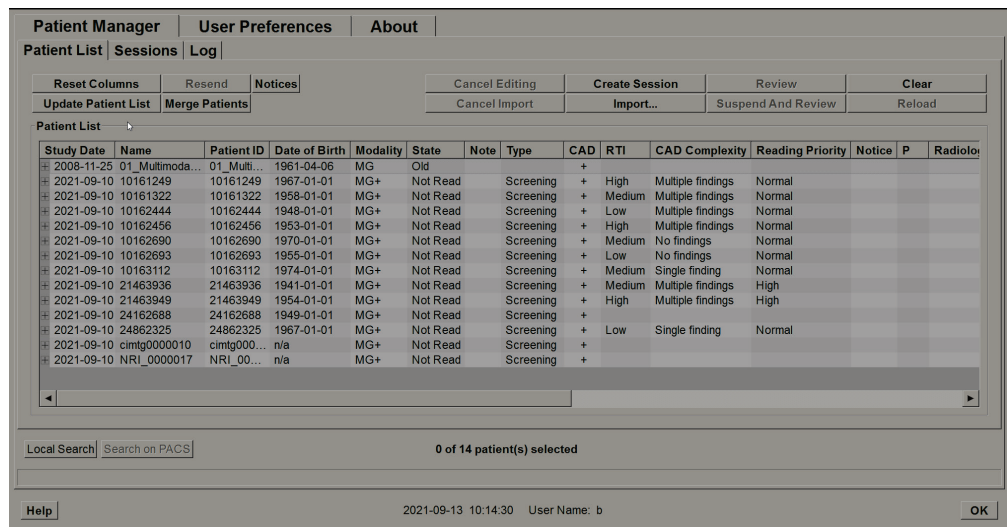 Patient Manager User Preferences About
Patient List Sessions Log
Reset Columns Resend Notices Cancel Editing Create Session Review Clear
Update Patient List Merge Patients Cancel Import Import... Suspend And Review Reload
Patient List
Study Date Name Patient ID Date of Birth Modality State Note Type CAD RTI CAD Complexity Reading Priority Notice P Radiolog
+ 2008-11-25 01_Multimoda... 01_Multi... 1961-04-06 MG Old +
+ 2021-09-10 10161249 10161249 1967-01-01 MG+ Not Read Screening + High Multiple findings Normal
+ 2021-09-10 10161322 10161322 1958-01-01 MG+ Not Read Screening + Medium Multiple findings Normal
+ 2021-09-10 10162444 10162444 1948-01-01 MG+ Not Read Screening + Low Multiple findings Normal
+ 2021-09-10 10162456 10162456 1953-01-01 MG+ Not Read Screening + High Multiple findings Normal
+ 2021-09-10 10162690 10162690 1970-01-01 MG+ Not Read Screening + Medium No findings Normal
+ 2021-09-10 10162693 10162693 1955-01-01 MG+ Not Read Screening + Low No findings Normal
+ 2021-09-10 10163112 10163112 1974-01-01 MG+ Not Read Screening + Medium Single finding Normal
+ 2021-09-10 21463936 21463936 1941-01-01 MG+ Not Read Screening + Medium Multiple findings High
+ 2021-09-10 21463949 21463949 1954-01-01 MG+ Not Read Screening + High Multiple findings High
+ 2021-09-10 24162688 24162688 1949-01-01 MG+ Not Read Screening +
+ 2021-09-10 24862325 24862325 1967-01-01 MG+ Not Read Screening + Low Single finding Normal
+ 2021-09-10 cimtg0000010 cimtg000... n/a MG+ Not Read Screening +
+ 2021-09-10 NRI_0000017 NRI_00... n/a MG+ Not Read Screening +
Local Search Search on PACS 0 of 14 patient(s) selected
Help 2021-09-13 10:14:30 User Name: b OK